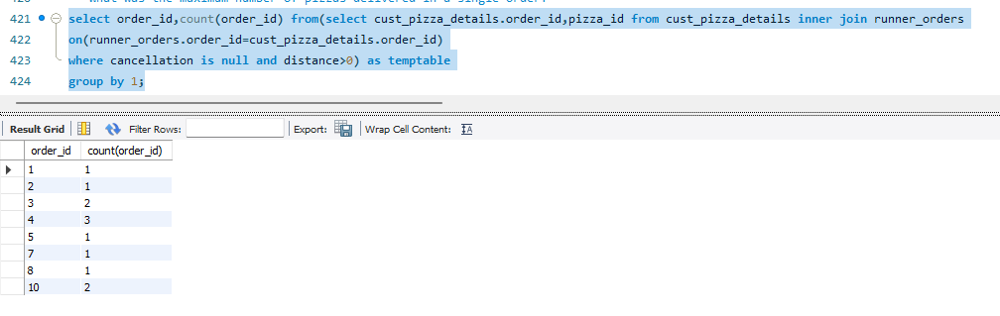 what was the maximum number of pizzas delivered in a single order?
421 select order_id,count(order_id) from(select cust_pizza_details.order_id,pizza_id from cust_pizza_details inner join runner_orders
422 on(runner_orders.order_id=cust_pizza_details.order_id)
423 where cancellation is null and distance>0) as temptable
424 group by 1;
Result Grid Filter Rows: Export: Wrap Cell Content:
order_id count(order_id)
1 1
2 1
3 2
4 3
5 1
7 1
8 1
10 2